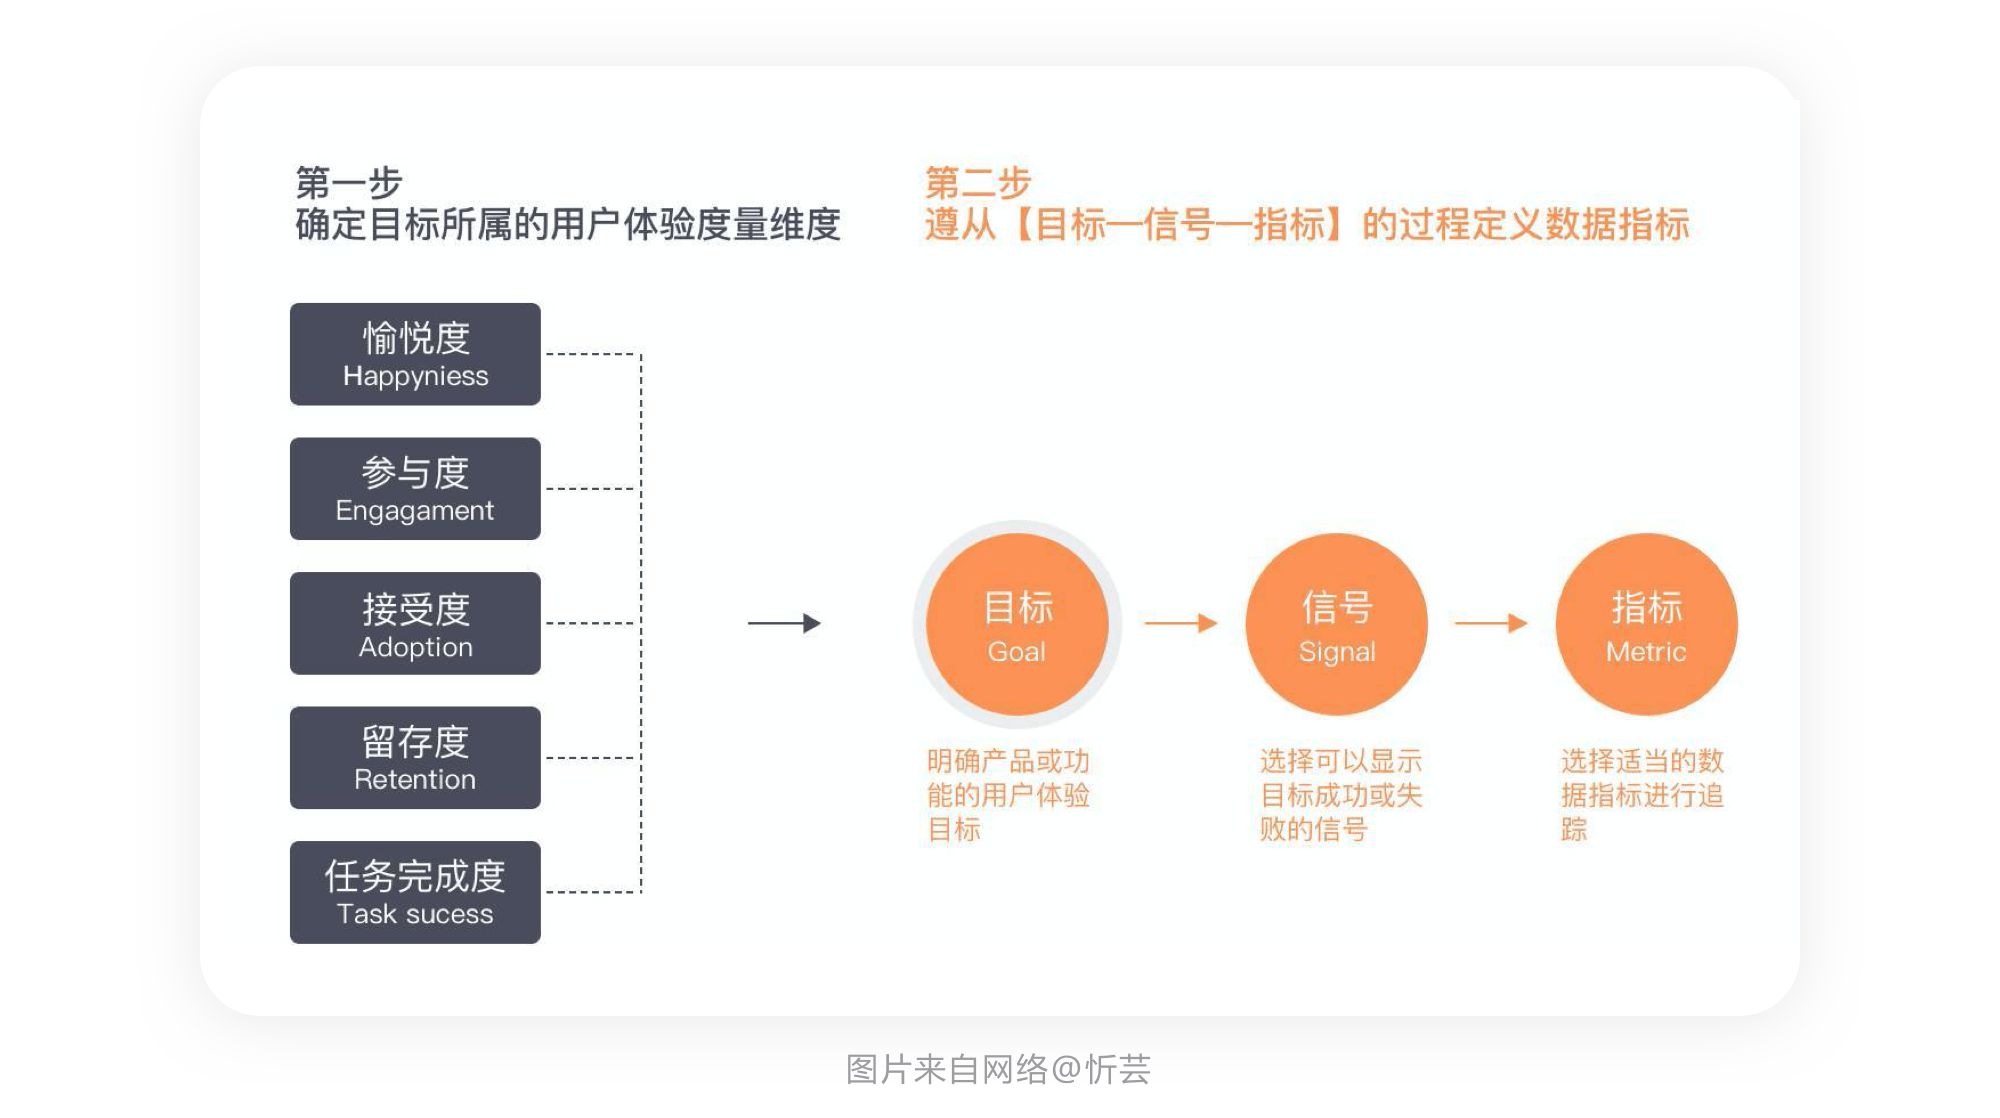 第一步
确定目标所属的用户体验度量维度
愉悦度
Happyniess
参与度
Engagament
接受度
Adoption
留存度
Retention
任务完成度
Task sucess
第二步
遵从【目标—信号—指标】的过程定义数据指标
目标
Goal
明确产品或功
能的用户体验
目标
信号
Signal
选择可以显示
目标成功或失
败的信号
指标
Metric
选择适当的数
据指标进行追
踪
图片来自网络@忻芸